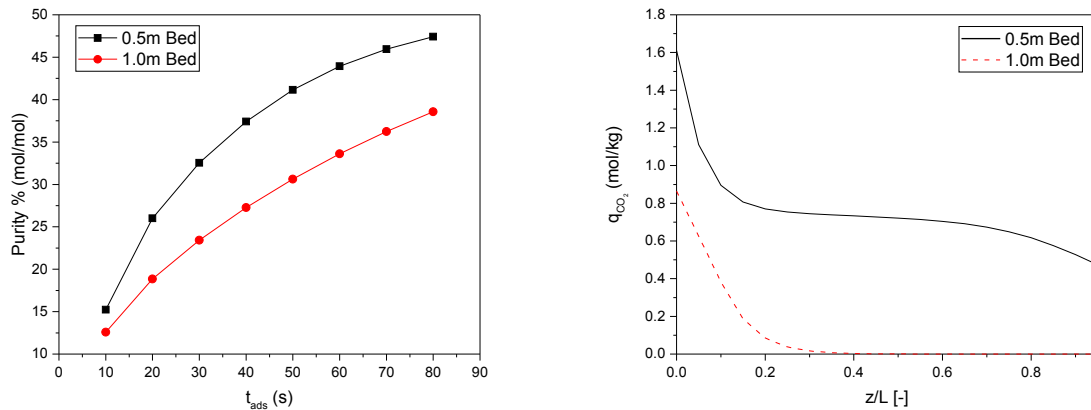 50
45
40
35
30
25
20
15
10
Purity % (mol/mol)
0.5m Bed
1.0m Bed
0 10 20 30 40 50 60 70 80 90
t_ads (s)
1.8
1.6
1.4
1.2
1.0
0.8
0.6
0.4
0.2
0.0
q_CO₂ (mol/kg)
0.5m Bed
1.0m Bed
0.0 0.2 0.4 0.6 0.8
z/L [-]